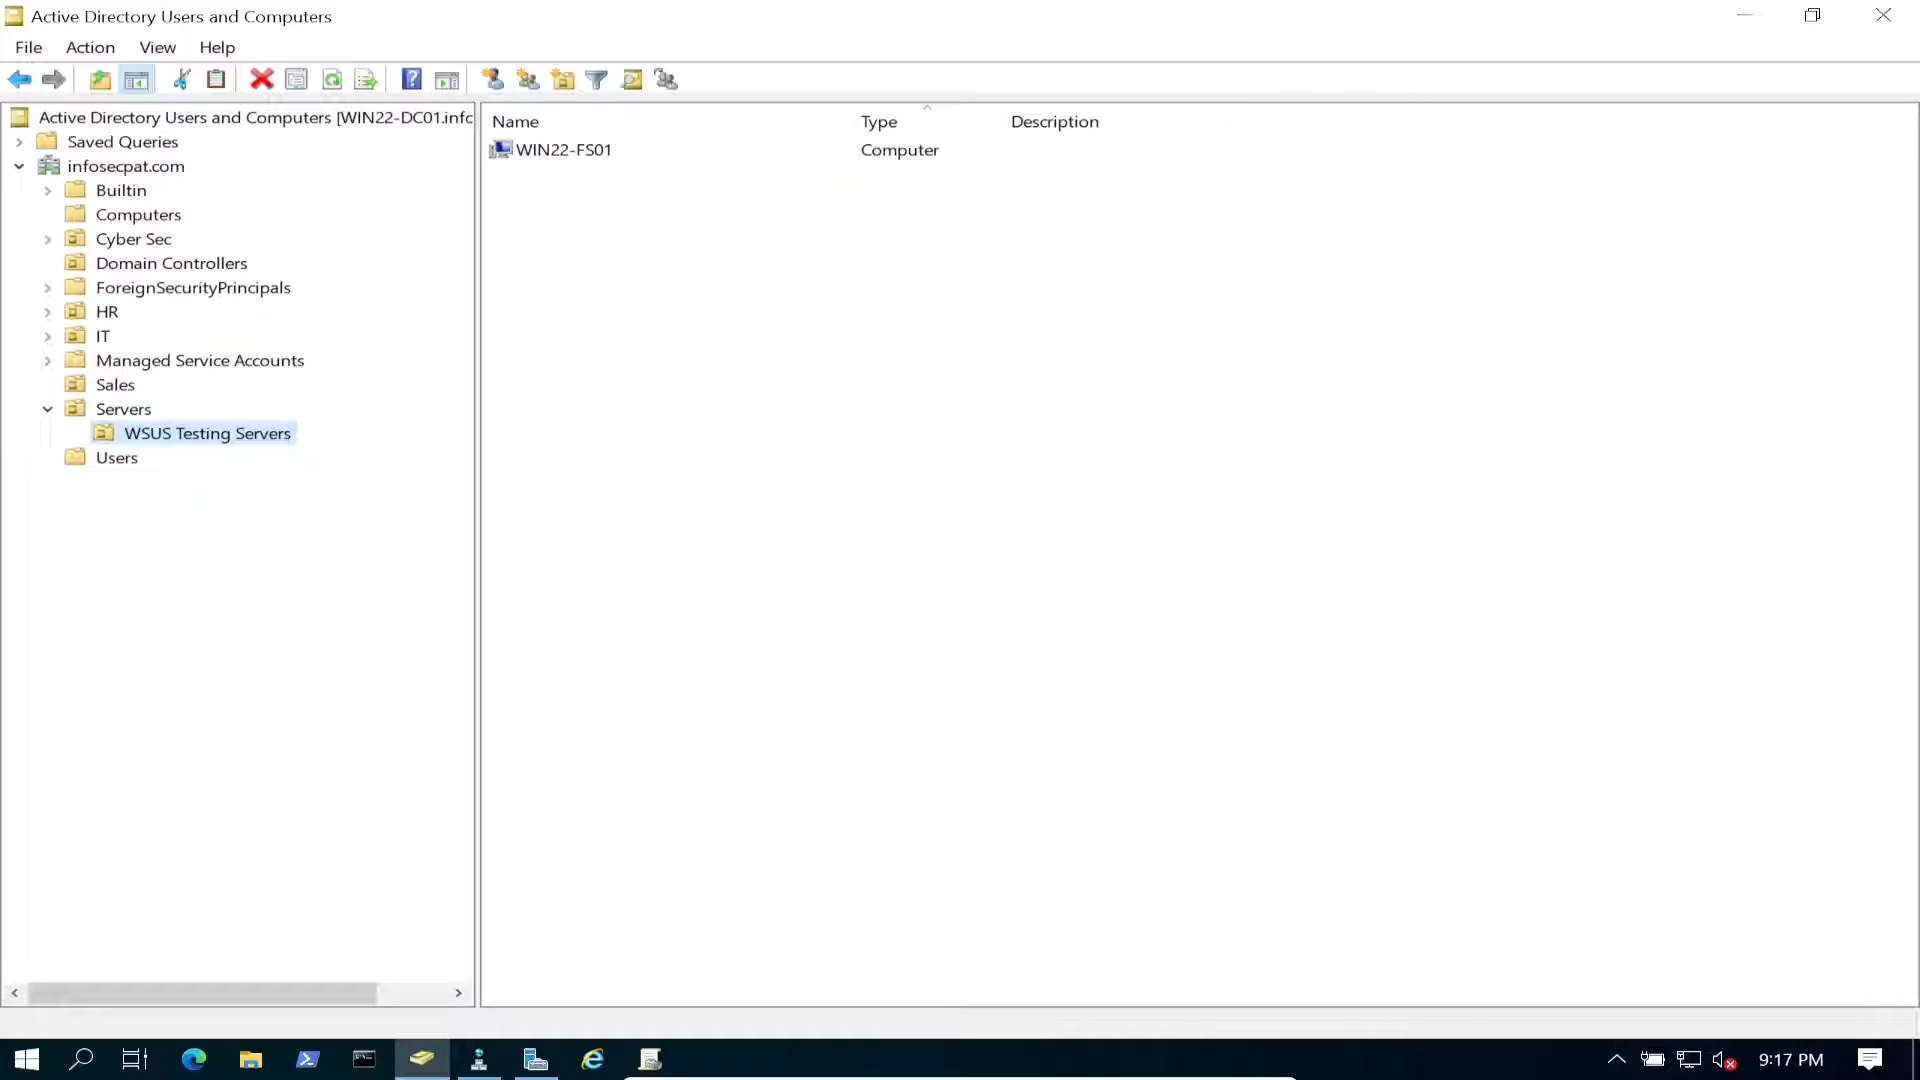 Active Directory Users and Computers
File Action View Help
Active Directory Users and Computers [WIN22-DC01.infc
Saved Queries
infosecpat.com
Builtin
Computers
Cyber Sec
Domain Controllers
ForeignSecurityPrincipals
HR
IT
Managed Service Accounts
Sales
Servers
WSUS Testing Servers
Users
Name Type Description
WIN22-FS01 Computer
9:17 PM